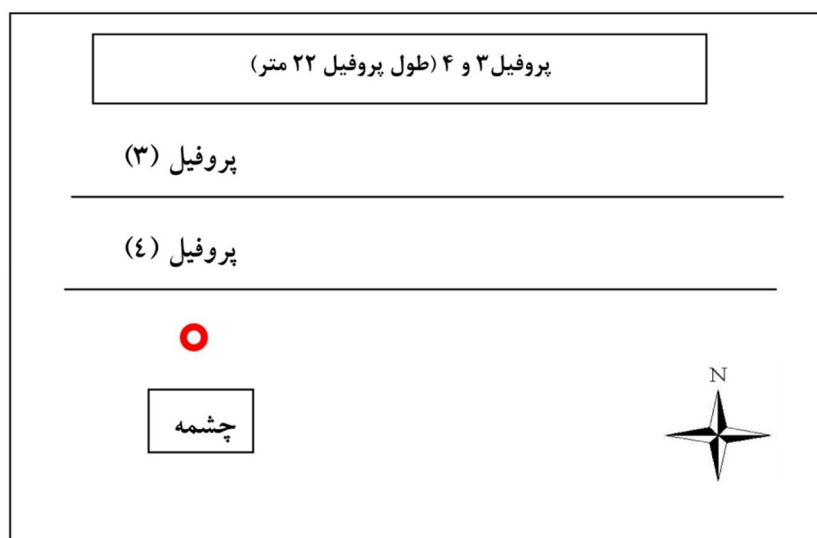 پروفیل۳ و ۴ (طول پروفیل ۲۲ متر)
پروفیل (۳)
پروفیل (٤)
چشمه
N